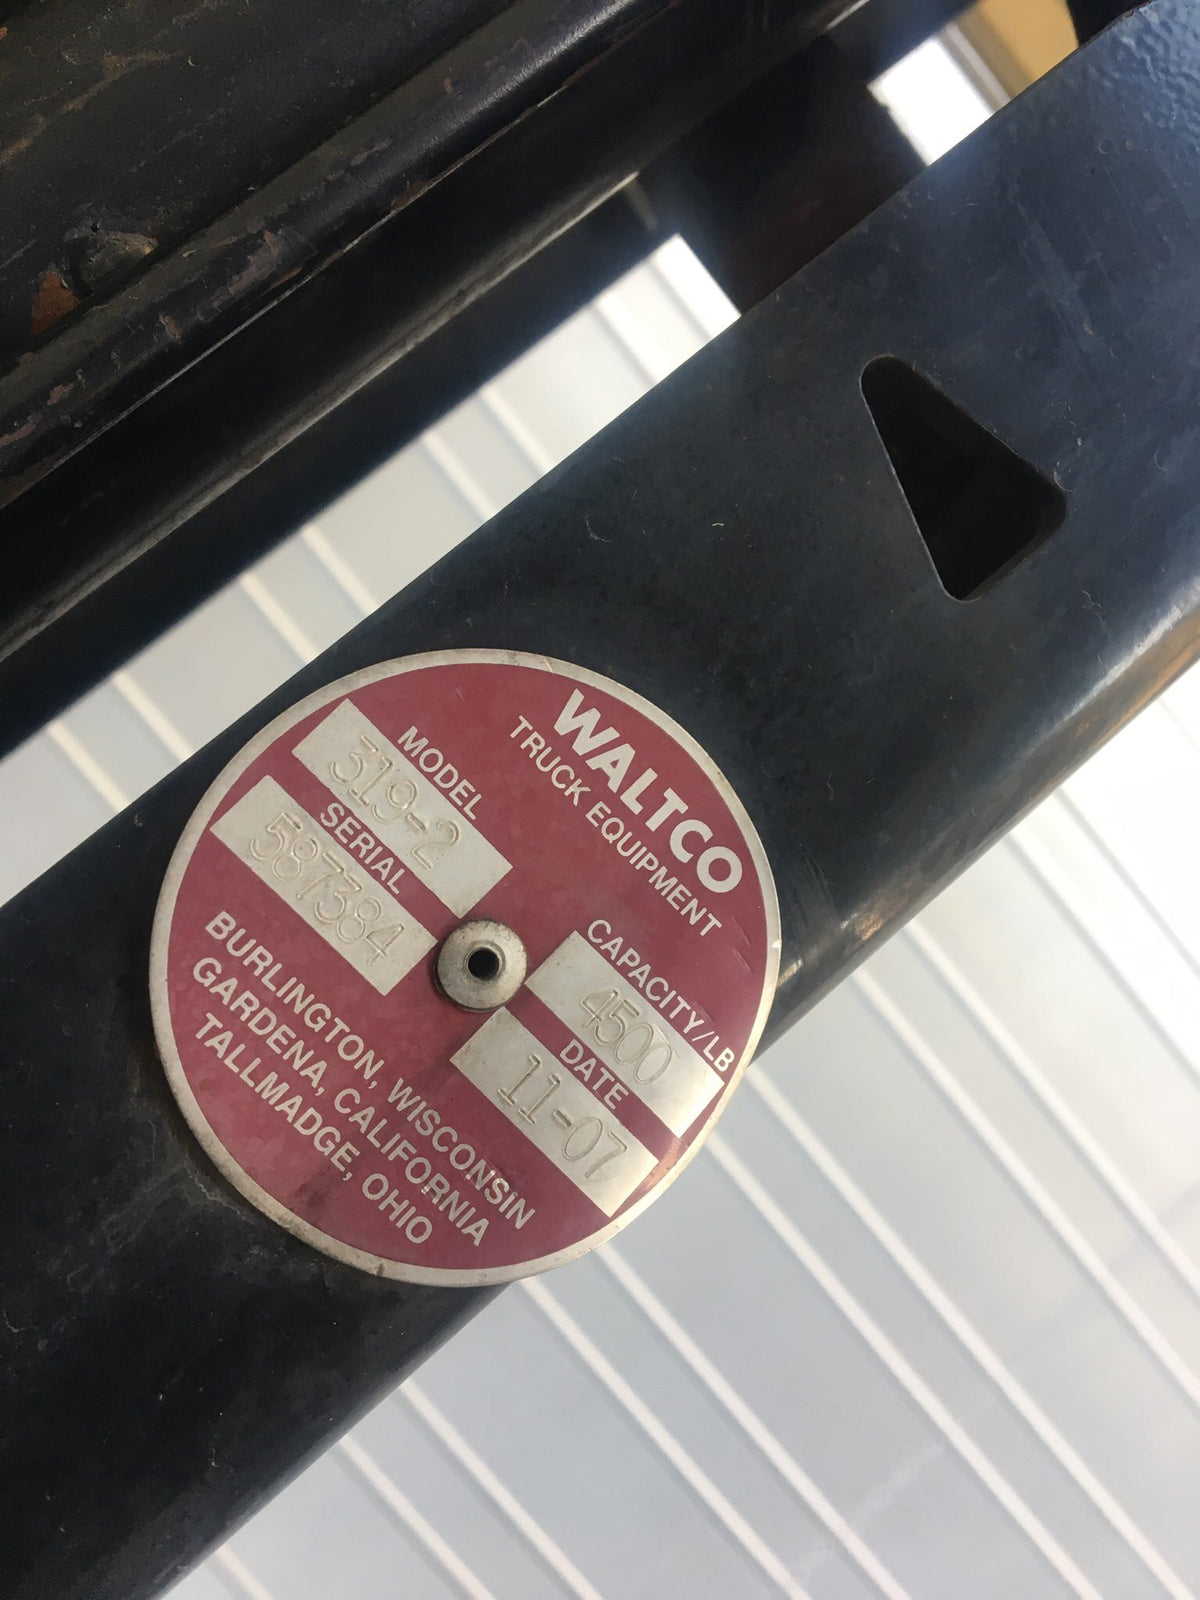 WALTCO
TRUCK EQUIPMENT
MODEL
319-2
SERIAL
587384
CAPACITY/LB
4500
DATE
11-07
BURLINGTON, WISCONSIN
GARDENA, CALIFORNIA
TALLMADGE, OHIO